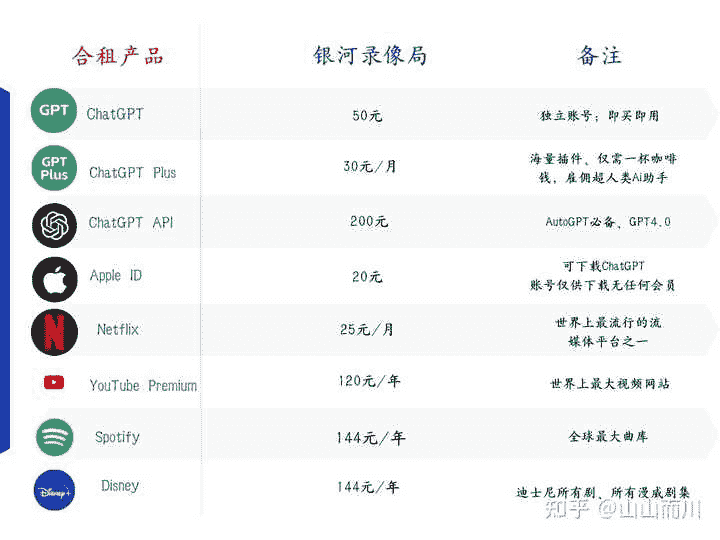 合租产品 银河录像局 备注
GPT ChatGPT 50元 独立账号；即买即用
GPT Plus ChatGPT Plus 30元/月 海量插件、仅需一杯咖啡
钱，雇佣超人类Ai助手
ChatGPT API 200元 AutoGPT必备、GPT4.0
Apple ID 20元 可下载ChatGPT
账号仅供下载无任何会员
N Netflix 25元/月 世界上最流行的流
媒体平台之一
YouTube Premium 120元/年 世界上最大视频网站
Spotify 144元/年 全球最大曲库
Disney+ Disney 144元/年 迪士尼所有剧、所有漫威剧集
知乎 @山山而川